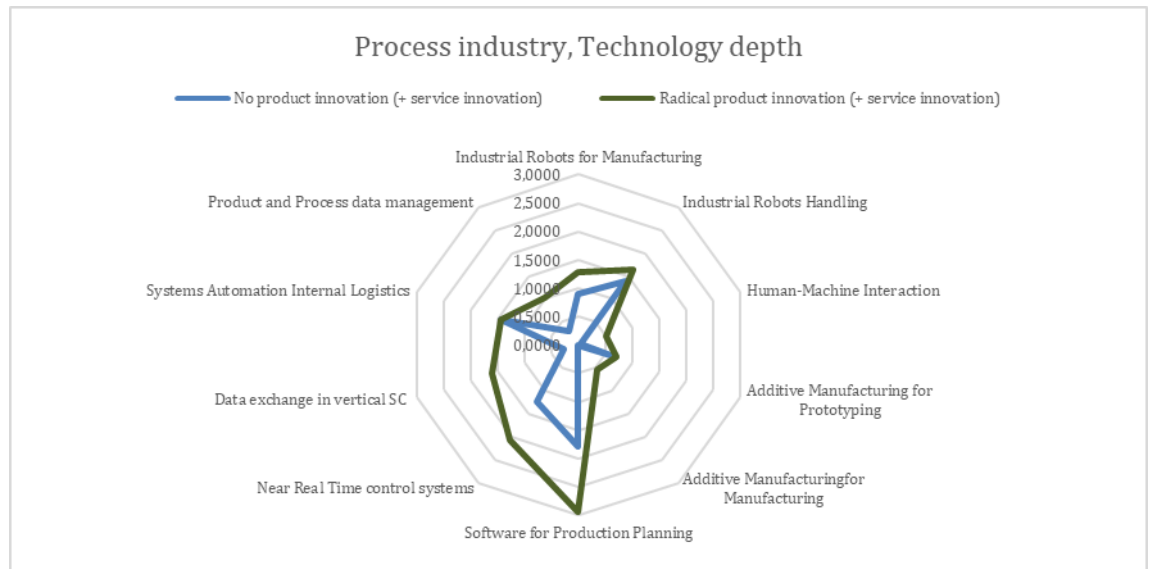 Process industry, Technology depth
No product innovation (+ service innovation)
Radical product innovation (+ service innovation)
Industrial Robots for Manufacturing
3,0000
2,5000
2,0000
1,5000
1,0000
0,5000
0,0000
Industrial Robots Handling
Human-Machine Interaction
Additive Manufacturing for
Prototyping
Additive Manufacturingfor
Manufacturing
Software for Production Planning
Near Real Time control systems
Data exchange in vertical SC
Systems Automation Internal Logistics
Product and Process data management